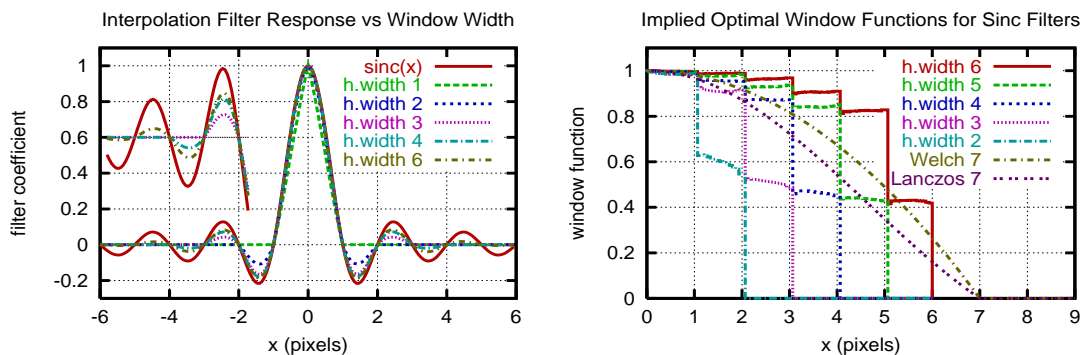 Interpolation Filter Response vs Window Width
filter coefficient
1
0.8
0.6
0.4
0.2
0
-0.2
sinc(x)
h.width 1
h.width 2
h.width 3
h.width 4
h.width 6
-6 -4 -2 0 2 4 6
x (pixels)
Implied Optimal Window Functions for Sinc Filters
window function
1
0.8
0.6
0.4
0.2
0
h.width 6
h.width 5
h.width 4
h.width 3
h.width 2
Welch 7
Lanczos 7
0 1 2 3 4 5 6 7 8 9
x (pixels)